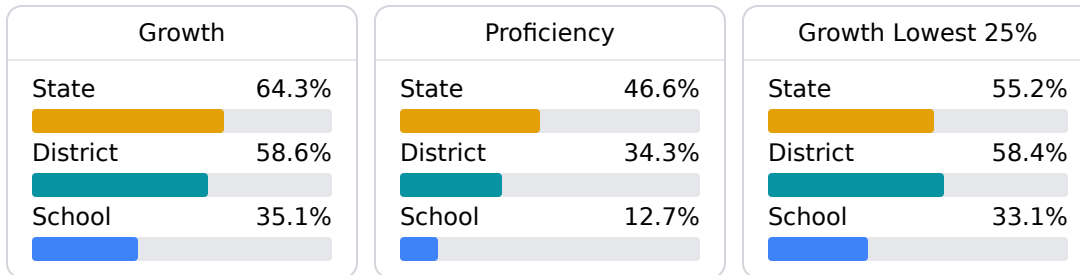 Growth
State 64.3%
District 58.6%
School 35.1%
Proficiency
State 46.6%
District 34.3%
School 12.7%
Growth Lowest 25%
State 55.2%
District 58.4%
School 33.1%